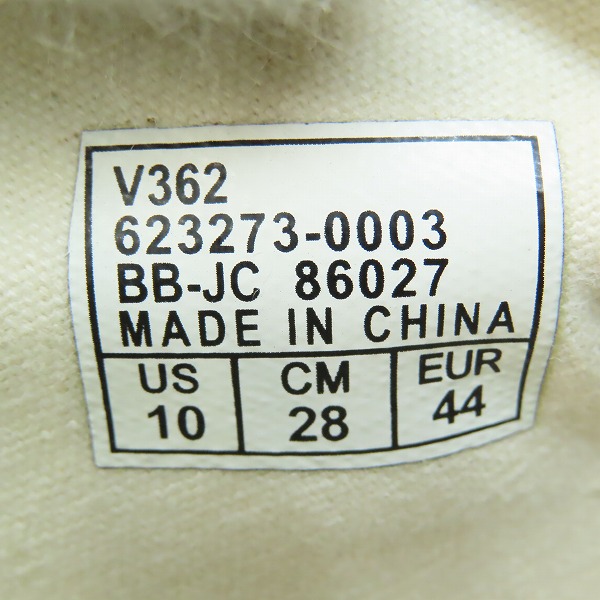 V362
623273-0003
BB-JC 86027
MADE IN CHINA
US CM EUR
10 28 44